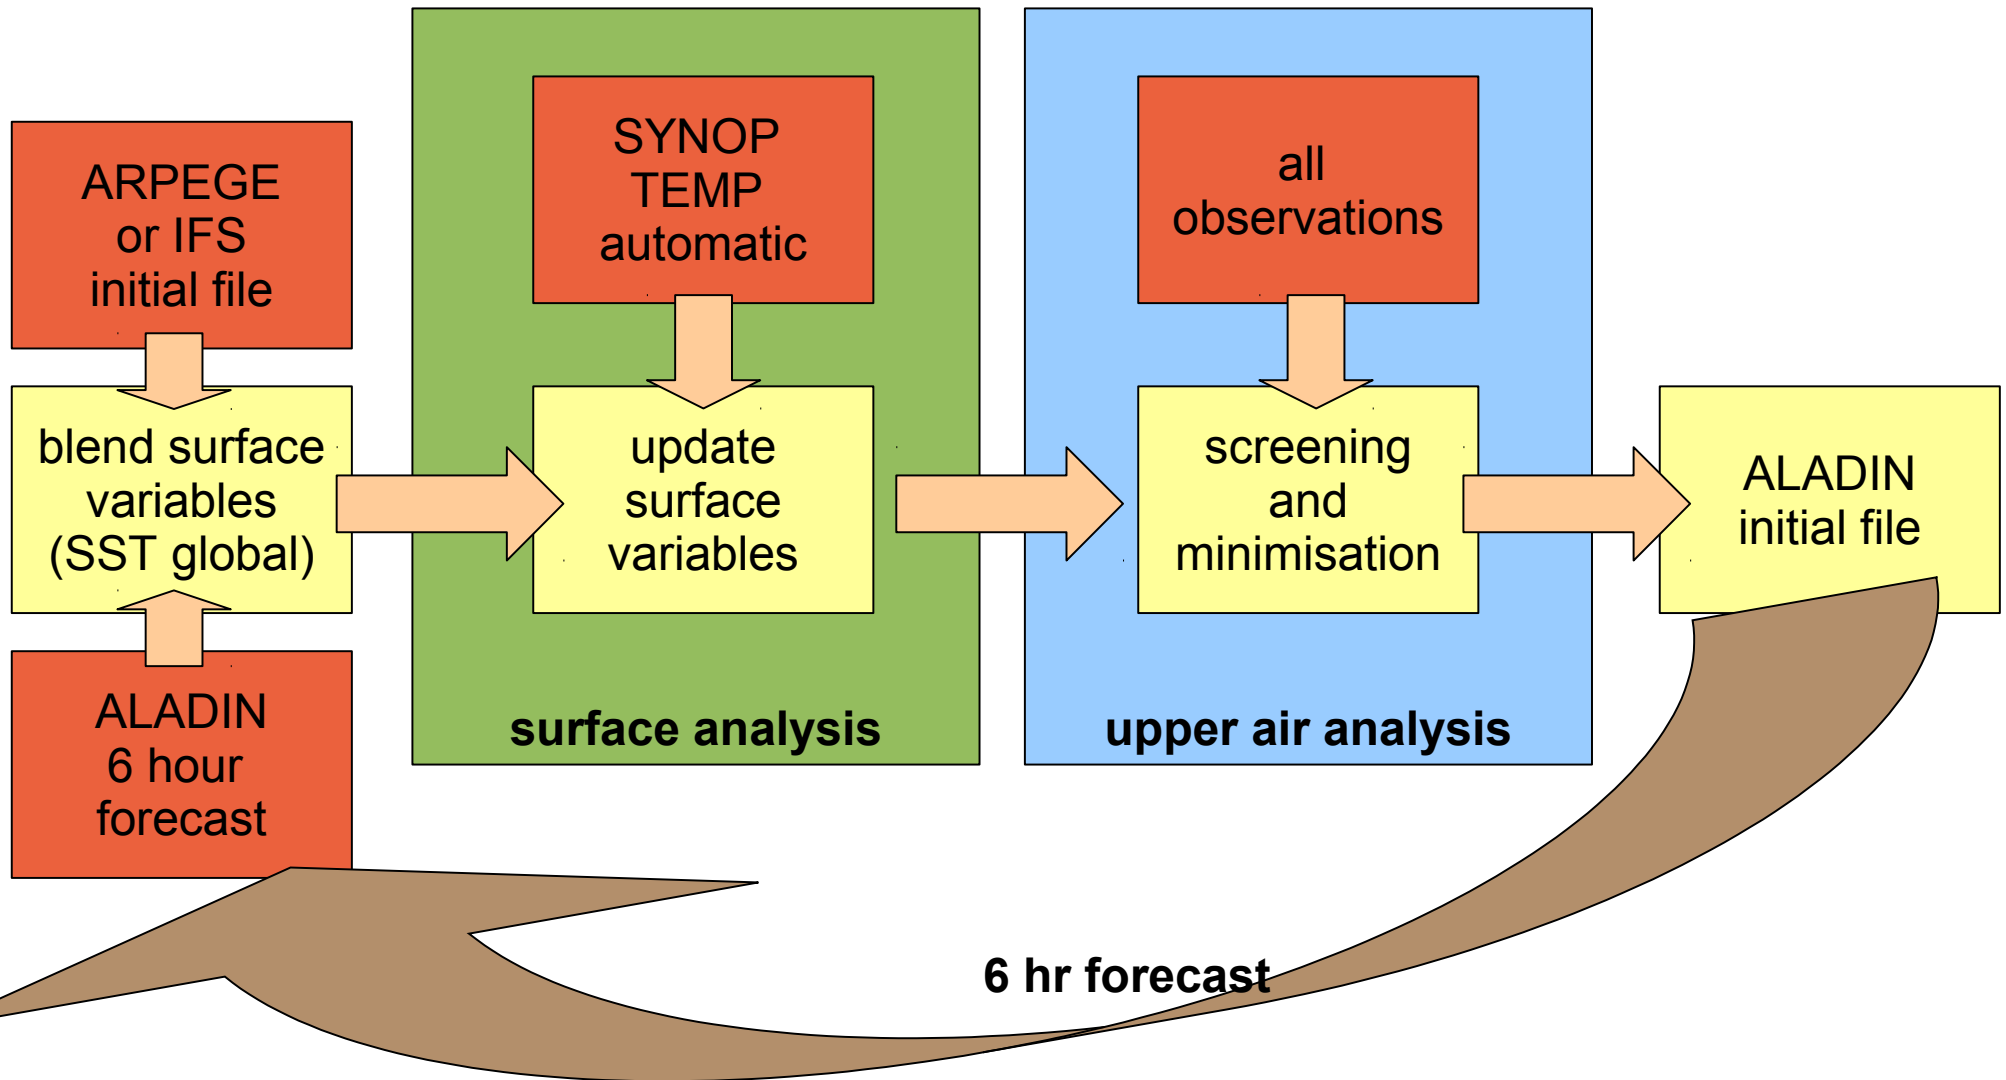 ARPEGE
or IFS
initial file
blend surface
variables
(SST global)
ALADIN
6 hour
forecast
SYNOP
TEMP
automatic
update
surface
variables
surface analysis
all
observations
screening
and
minimisation
upper air analysis
ALADIN
initial file
6 hr forecast